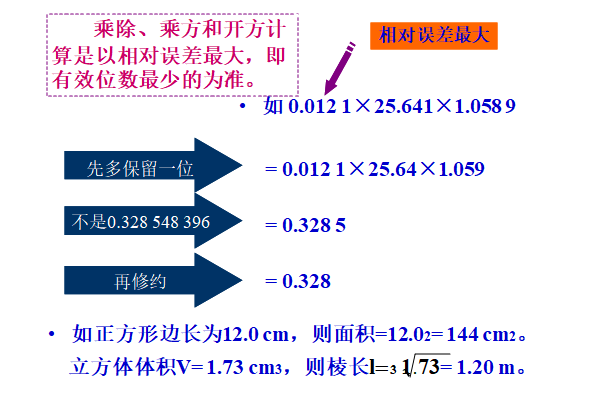 乘除、乘方和开方计
算是以相对误差最大，即
有效位数最少的为准。
相对误差最大
• 如 0.012 1×25.641×1.058 9
先多保留一位
= 0.012 1×25.64×1.059
不是0.328 548 396
= 0.328 5
再修约
= 0.328
• 如正方形边长为12.0 cm，则面积=12.02= 144 cm2。
立方体体积V= 1.73 cm3，则棱长l=3√1.73= 1.20 m。